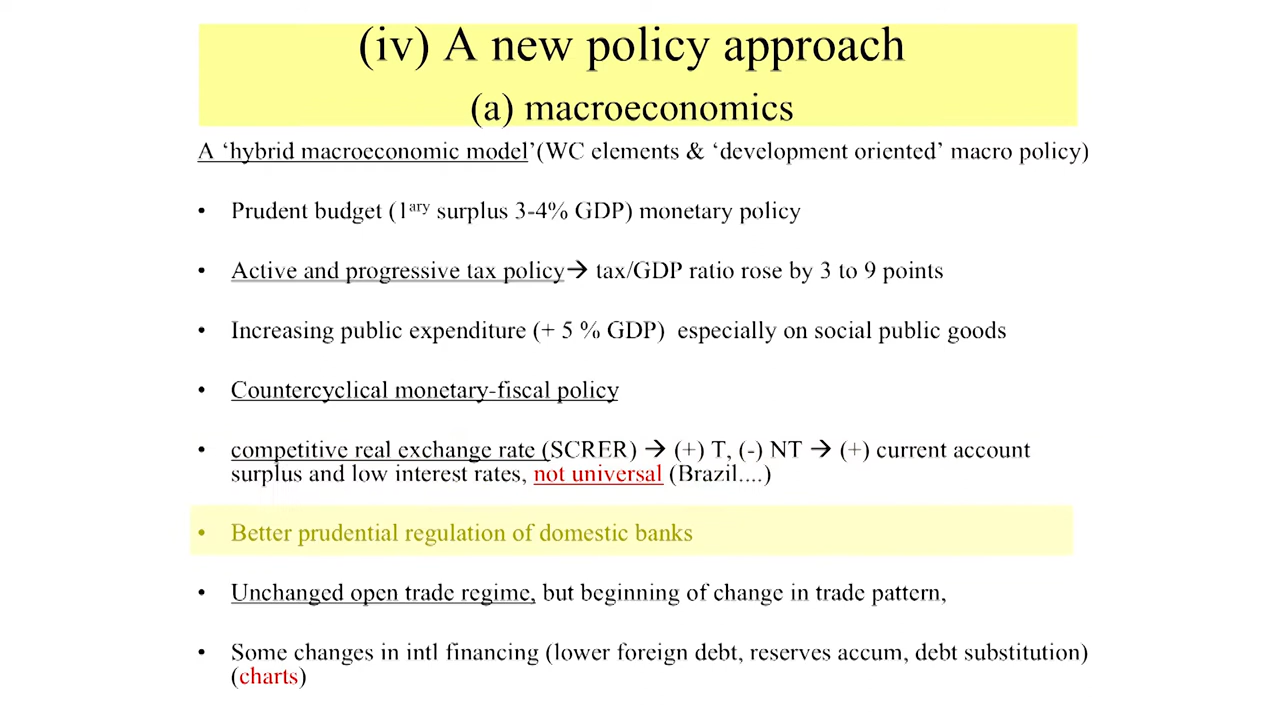 (iv) A new policy approach
(a) macroeconomics
A ‘hybrid macroeconomic model’(WC elements & ‘development oriented’ macro policy)
• Prudent budget (1ary surplus 3-4% GDP) monetary policy
• Active and progressive tax policy→ tax/GDP ratio rose by 3 to 9 points
• Increasing public expenditure (+ 5 % GDP) especially on social public goods
• Countercyclical monetary-fiscal policy
• competitive real exchange rate (SCRER) → (+) T, (-) NT → (+) current account
surplus and low interest rates, not universal (Brazil....)
• Better prudential regulation of domestic banks
• Unchanged open trade regime, but beginning of change in trade pattern,
• Some changes in intl financing (lower foreign debt, reserves accum, debt substitution)
(charts)